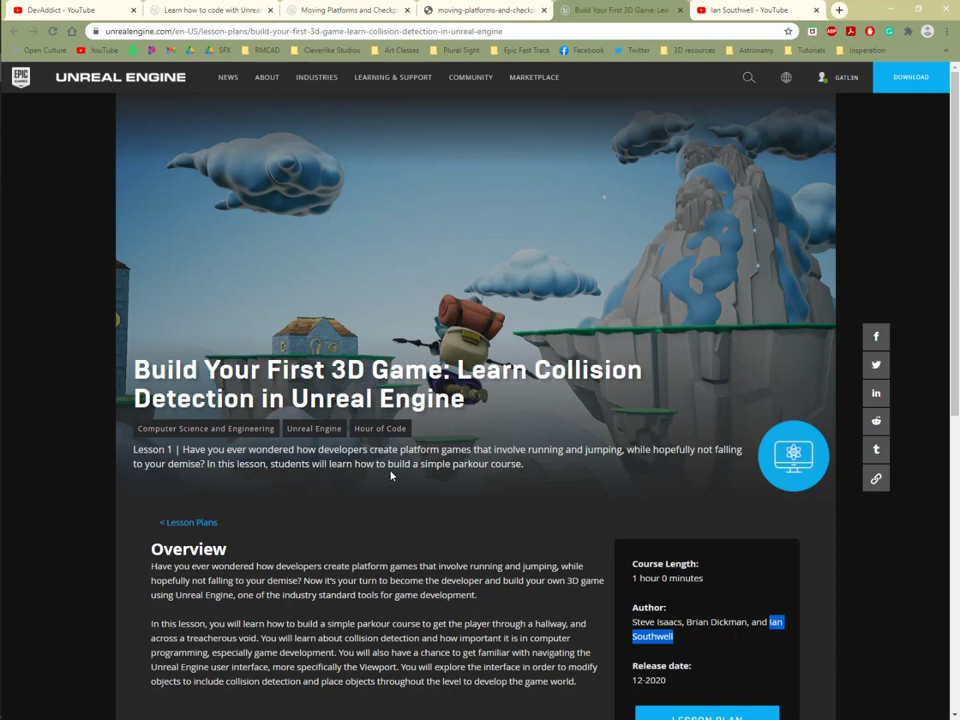 DevAddict - YouTube
Learn how to code with Unreal
Moving Platforms and Checkp
moving-platforms-and-checkp
Build Your First 3D Game: Lea
Ian Southwell - YouTube
unrealengine.com/en-US/lesson-plans/build-your-first-3d-game-learn-collision-detection-in-unreal-engine
Open Culture YouTube SFX RMCAD Cleverlike Studios Art Classes Plural Sight Epic Fast Track Facebook Twitter 3D resources Astronamy Tutorials Insperation
EPIC GAMES UNREAL ENGINE NEWS ABOUT INDUSTRIES LEARNING & SUPPORT COMMUNITY MARKETPLACE GATL3N DOWNLOAD
Build Your First 3D Game: Learn Collision
Detection in Unreal Engine
Computer Science and Engineering Unreal Engine Hour of Code
Lesson 1 | Have you ever wondered how developers create platform games that involve running and jumping, while hopefully not falling
to your demise? In this lesson, students will learn how to build a simple parkour course.
< Lesson Plans
Overview
Have you ever wondered how developers create platform games that involve running and jumping, while
hopefully not falling to your demise? Now it's your turn to become the developer and build your own 3D game
using Unreal Engine, one of the industry standard tools for game development.
In this lesson, you will learn how to build a simple parkour course to get the player through a hallway, and
across a treacherous void. You will learn about collision detection and how important it is in computer
programming, especially game development. You will also have a chance to get familiar with navigating the
Unreal Engine user interface, more specifically the Viewport. You will explore the interface in order to modify
objects to include collision detection and place objects throughout the level to develop the game world.
Course Length:
1 hour 0 minutes
Author:
Steve Isaacs, Brian Dickman, and Ian
Southwell
Release date:
12-2020
LESSON PLAN